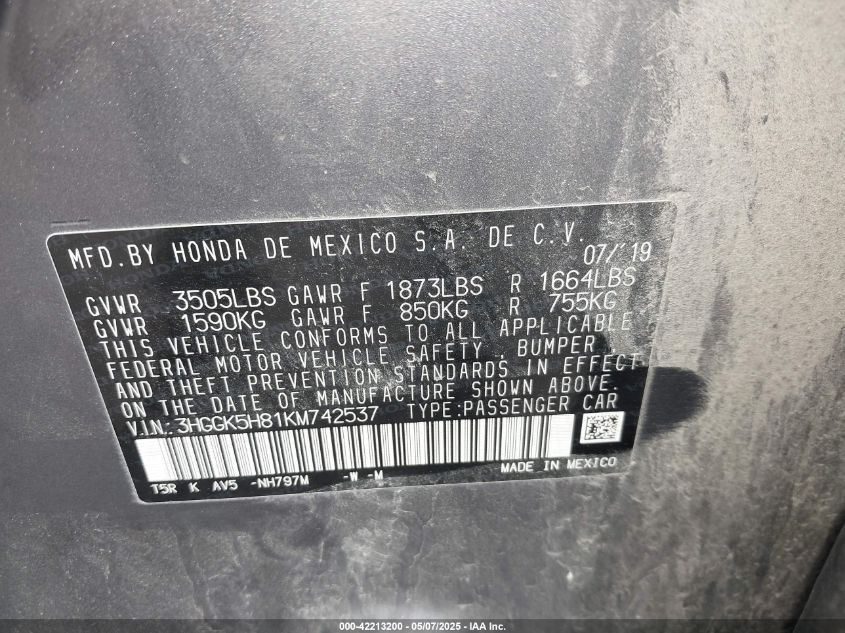 MFD.BY HONDA DE MEXICO S.A. DE C.V.
07/'19
GVWR 3505LBS GAWR F 1873LBS R 1664LBS
GVWR 1590KG GAWR F 850KG R 755KG
THIS VEHICLE CONFORMS TO ALL APPLICABLE
FEDERAL MOTOR VEHICLE SAFETY , BUMPER ,
AND THEFT PREVENTION STANDARDS IN EFFECT
ON THE DATE OF MANUFACTURE SHOWN ABOVE.
V.I.N.: 3HGGK5H81KM742537 TYPE:PASSENGER CAR
MADE IN MEXICO
T5R K AV5 -NH797M -W -M
000-42213200 — 05/07/2025 - IAA Inc.